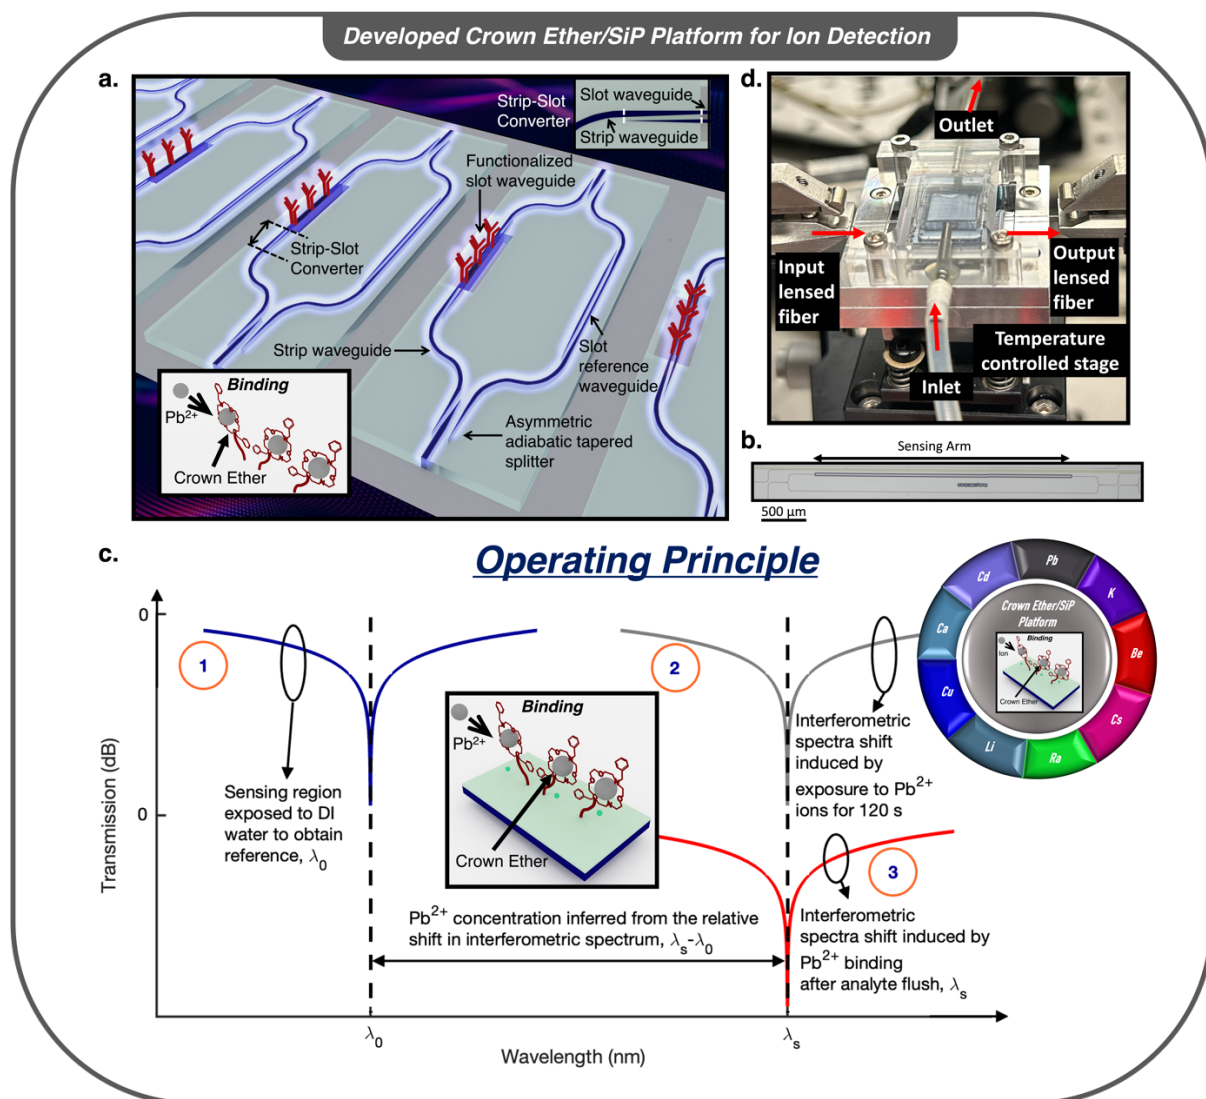 Developed Crown Ether/SiP Platform for Ion Detection
a.
Strip-Slot
Converter
Slot waveguide
Strip waveguide
Functionalized
slot waveguide
Strip-Slot
Converter
Strip waveguide
Slot
reference
waveguide
Asymmetric
adiabatic tapered
splitter
Binding
Pb²⁺
Crown Ether
d.
Outlet
Input
lensed
fiber
Output
lensed
fiber
Temperature
controlled stage
Inlet
b.
Sensing Arm
500 μm
c.
Operating Principle
Transmission (dB)
0
0
1
Sensing region
exposed to DI
water to obtain
reference, λ₀
Binding
Pb²⁺
Crown Ether
2
Interferometric
spectra shift
induced by
exposure to Pb²⁺
ions for 120 s
3
Interferometric
spectra shift induced by
Pb²⁺ binding
after analyte flush, λₛ
Pb²⁺ concentration inferred from the relative
shift in interferometric spectrum, λₛ-λ₀
λ₀
λₛ
Wavelength (nm)
Pb
K
Be
Cs
Ra
Li
Cu
Ca
Cd
Crown Ether/SiP
Platform
Binding
Ion
Crown Ether